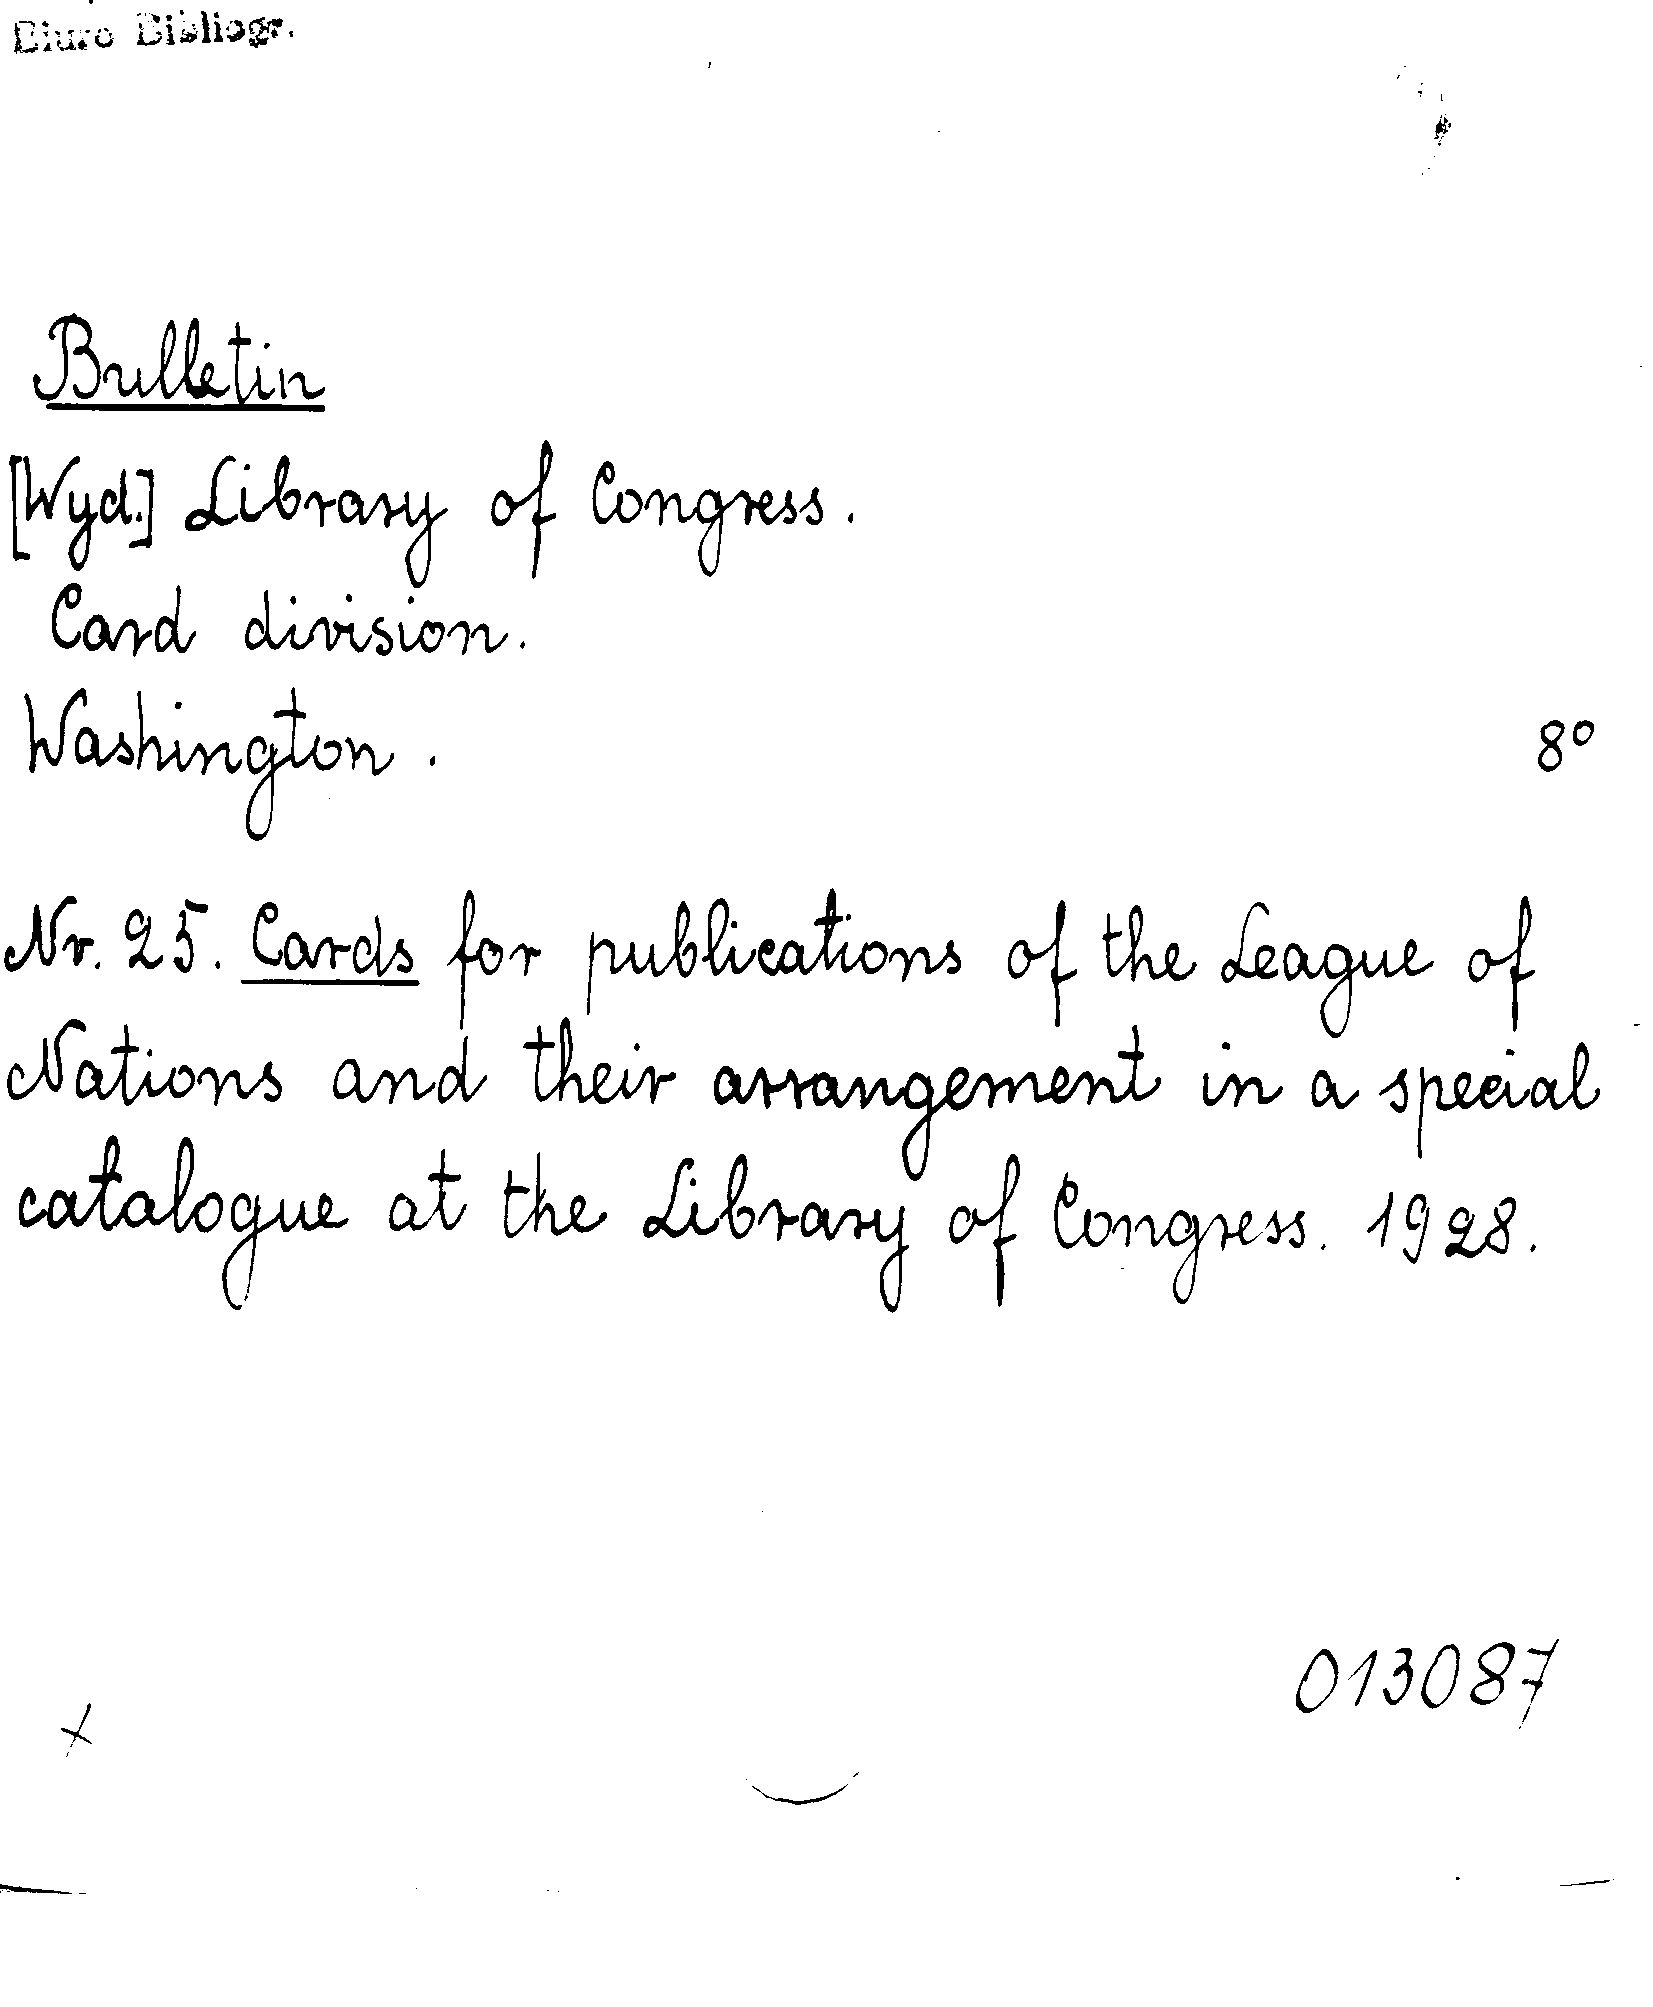 Biuro Bibliogr.
Bulletin
[Wyd.] Library of Congress.
Card division.
Washington. 8°
Nr. 25. Cards for publications of the League of
Nations and their arrangement in a special
catalogue at the Library of Congress. 1928.
013087
x